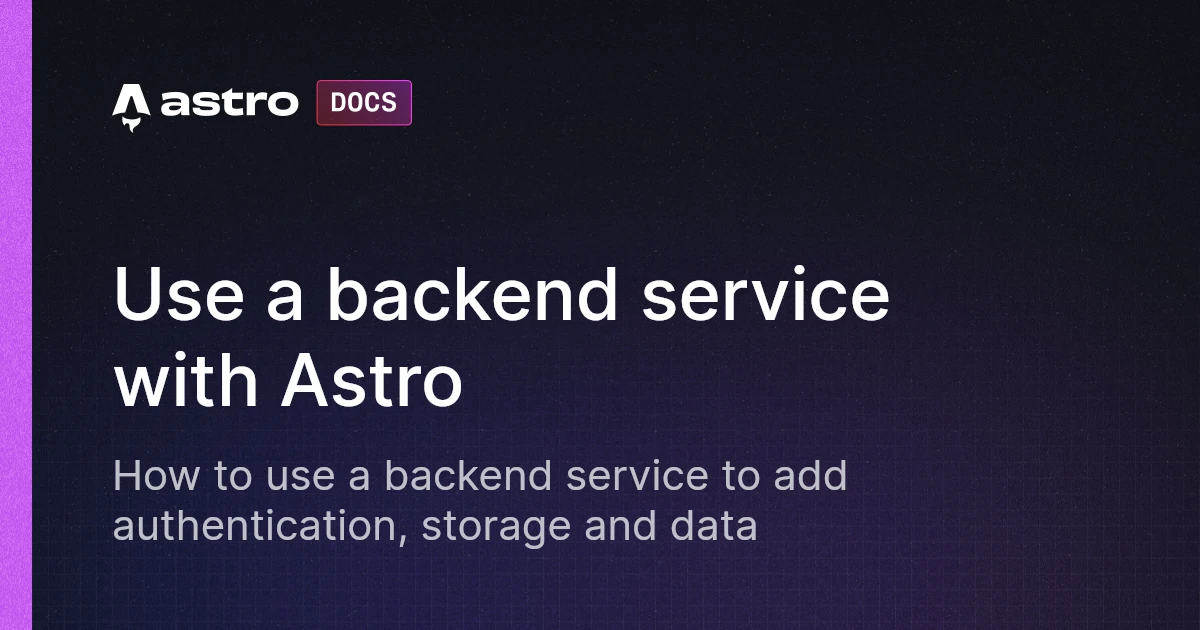 astro DOCS
Use a backend service
with Astro
How to use a backend service to add
authentication, storage and data